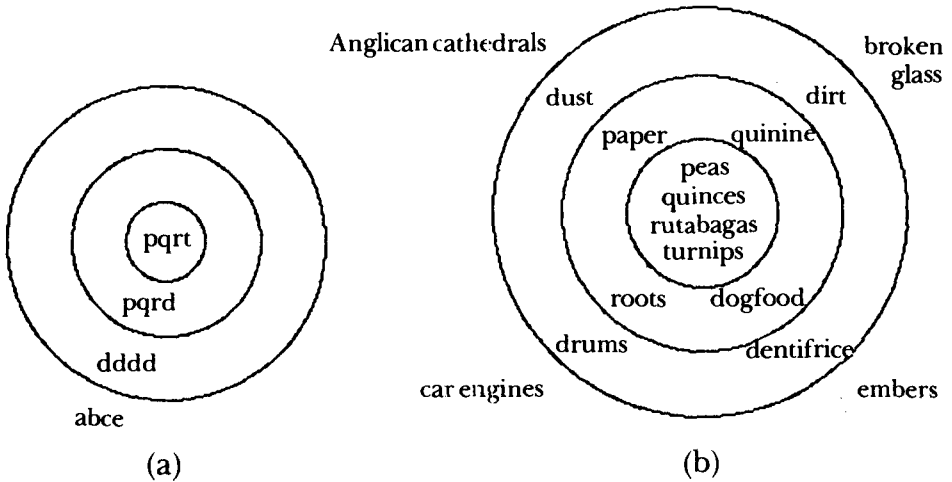 Anglican cathedrals
broken
glass
dust
dirt
paper
quinine
peas
quinces
rutabagas
turnips
roots
dogfood
drums
dentifrice
car engines
embers
pqrt
pqrd
dddd
abce
(a)
(b)